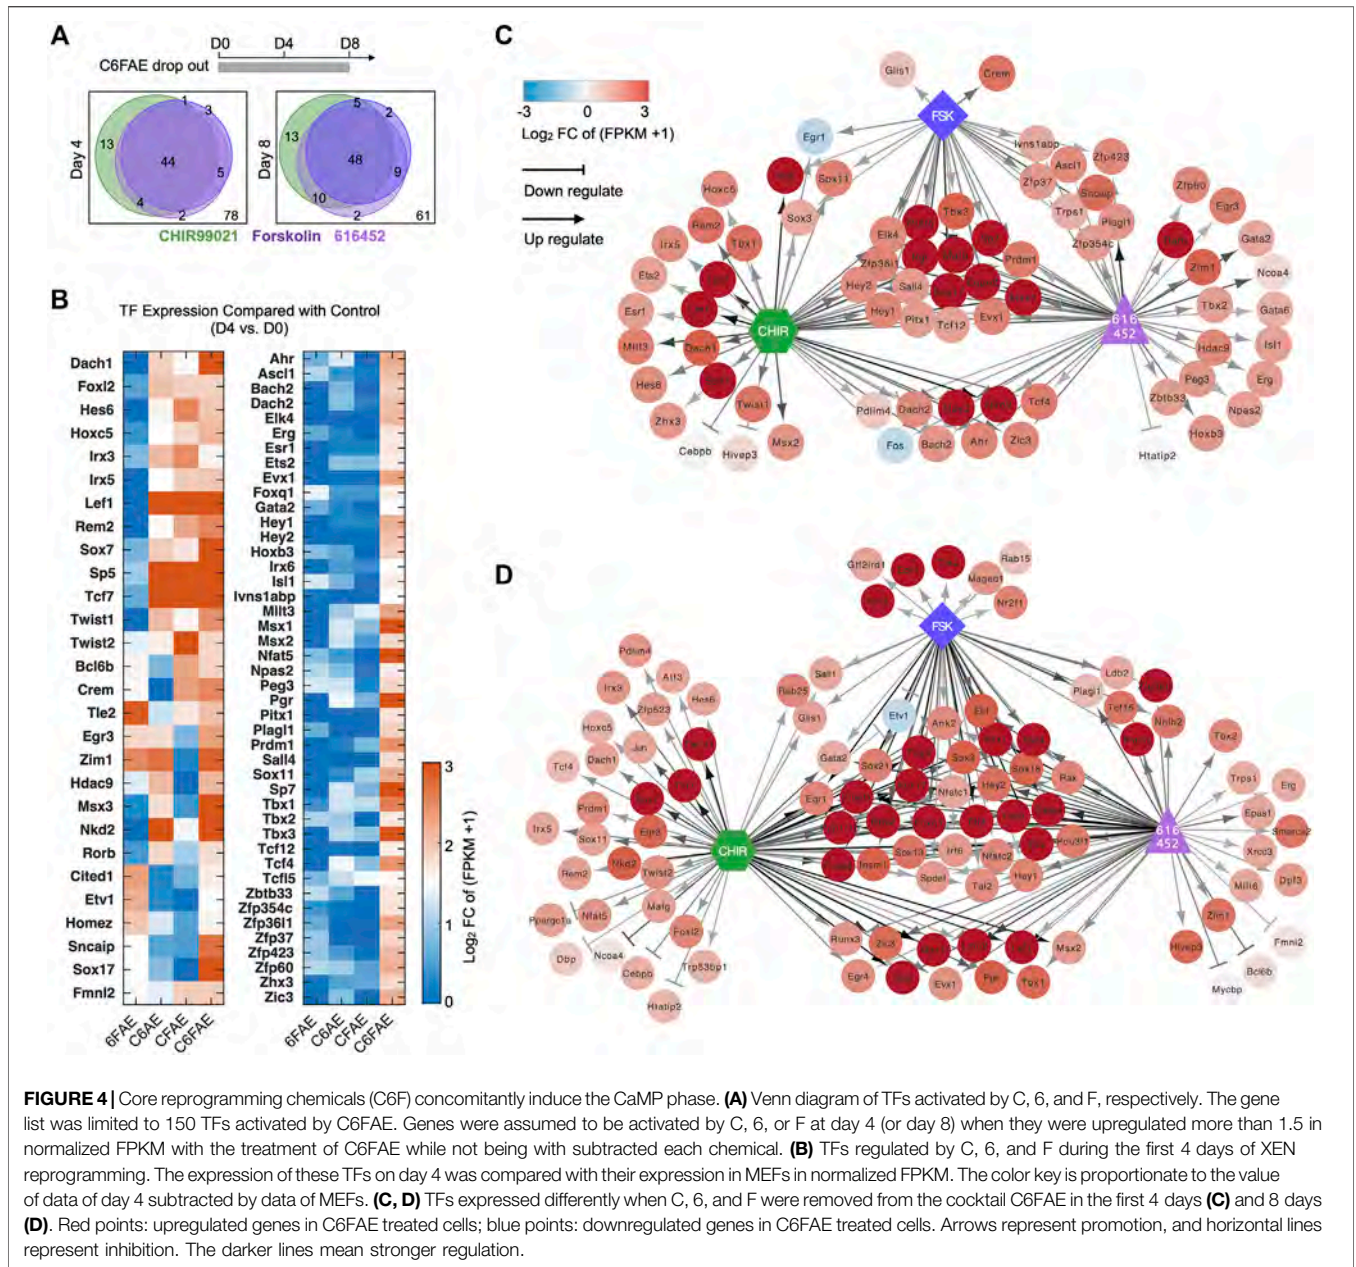 A
D0 D4 D8
C6FAE drop out
Day 4
1
3
13
44
5
4
2
78
Day 8
5
2
13
48
9
10
2
61
CHIR99021 Forskolin 616452
B
TF Expression Compared with Control
(D4 vs. D0)
Dach1
Foxl2
Hes6
Hoxc5
Irx3
Irx5
Lef1
Rem2
Sox7
Sp5
Tcf7
Twist1
Twist2
Bcl6b
Crem
Tle2
Egr3
Zim1
Hdac9
Msx3
Nkd2
Rorb
Cited1
Etv1
Homez
Sncaip
Sox17
Fmnl2
6FAE C6AE CFAE C6FAE
Ahr
Ascl1
Bach2
Dach2
Elk4
Erg
Esr1
Ets2
Evx1
Foxq1
Gata2
Hey1
Hey2
Hoxb3
Irx6
Isl1
Ivns1abp
Mllt3
Msx1
Msx2
Nfat5
Npas2
Peg3
Pgr
Pitx1
Plagl1
Prdm1
Sall4
Sox11
Sp7
Tbx1
Tbx2
Tbx3
Tcf12
Tcf4
Tcfl5
Zbtb33
Zfp354c
Zfp36l1
Zfp37
Zfp423
Zfp60
Zhx3
Zic3
6FAE C6AE CFAE C6FAE
3
2
1
0
Log2 FC of (FPKM +1)
C
-3 0 3
Log2 FC of (FPKM +1)
Down regulate
Up regulate
Glis1
Crem
FSK
Egr1
Sox11
Sox3
Ivns1abp
Ascl1
Zfp423
Zfp37
Sncaip
Trps1
Plagl1
Zfp354c
Hoxc5
Rem2
Tbx1
Irx5
Ets2
Esr1
Mllt3
Dach1
Hes6
Zhx3
Twist1
Cebpb
Hivep3
Msx2
CHIR
Tbx3
Elk4
Zfp36l1
Prdm1
Hey2
Sall4
Hey1
Pitx1
Tcf12
Evx1
Zfp60
Egr3
Gata2
Zim1
Ncoa4
Tbx2
Gata6
Hdac9
Isl1
Peg3
Erg
Zbtb33
Npas2
Hoxb3
Htatip2
616
452
Pdlim4
Dach2
Tcf4
Fos
Bach2
Ahr
Zic3
D
Gtf2ird1
Rab15
Maged1
Nr2f1
FSK
Pdlim4
Irx3
Atf3
Zfp523
Hes6
Hoxc5
Jun
Tcf4
Dach1
Prdm1
Irx5
Sox11
Egr3
Rem2
Nkd2
Twist2
Mafg
Ppargc1a
Nfat5
Fosl2
Dbp
Ncoa4
Cebpb
Trp53bp1
Htatip2
CHIR
Sall1
Rab25
Glis1
Etv1
Ank2
Gata2
Sox21
Sox9
Sox18
Rax
Egr1
Nfatc1
Hey2
Pou3f1
Insm1
Sox13
Irf6
Nfatc2
Spdef
Tal2
Hey1
Ldb2
Plagl1
Tcf15
Nhlh2
Tbx2
Trps1
Erg
Epas1
Smarca2
Xrcc3
Mllt6
Dpf3
Zim1
Hivep3
Fmnl2
Bcl6b
Mycbp
616
452
Runx3
Zic3
Msx2
Egr4
Evx1
Pgr
Tbx1
FIGURE 4 | Core reprogramming chemicals (C6F) concomitantly induce the CaMP phase. (A) Venn diagram of TFs activated by C, 6, and F, respectively. The gene
list was limited to 150 TFs activated by C6FAE. Genes were assumed to be activated by C, 6, or F at day 4 (or day 8) when they were upregulated more than 1.5 in
normalized FPKM with the treatment of C6FAE while not being with subtracted each chemical. (B) TFs regulated by C, 6, and F during the first 4 days of XEN
reprogramming. The expression of these TFs on day 4 was compared with their expression in MEFs in normalized FPKM. The color key is proportionate to the value
of data of day 4 subtracted by data of MEFs. (C, D) TFs expressed differently when C, 6, and F were removed from the cocktail C6FAE in the first 4 days (C) and 8 days
(D). Red points: upregulated genes in C6FAE treated cells; blue points: downregulated genes in C6FAE treated cells. Arrows represent promotion, and horizontal lines
represent inhibition. The darker lines mean stronger regulation.